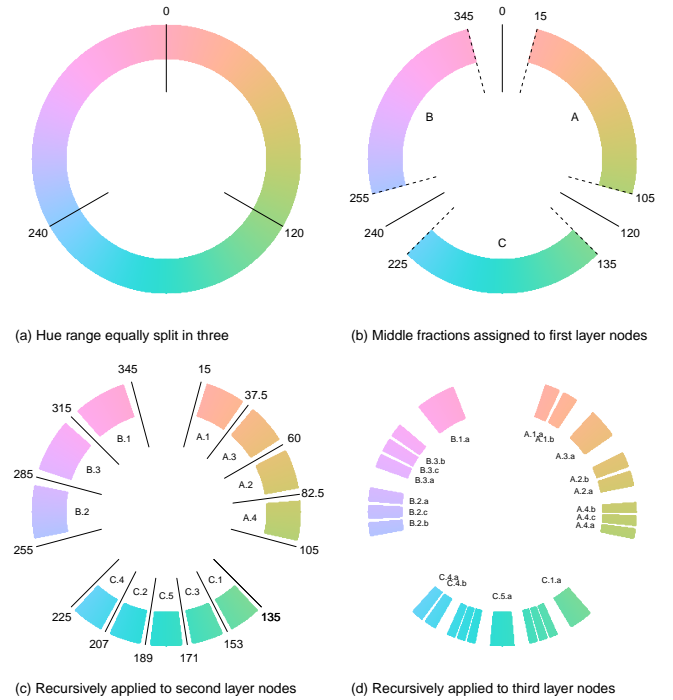 0
240
120
(a) Hue range equally split in three
345
0
15
B
A
255
105
240
120
C
225
135
(b) Middle fractions assigned to first layer nodes
345
15
37.5
315
60
B.1
A.1
A.3
B.3
A.2
285
82.5
B.2
A.4
255
105
C.4
C.1
C.2
C.5
C.3
225
135
207
153
189
171
(c) Recursively applied to second layer nodes
A.1.a
A.1.b
B.1.a
A.3.a
B.3.b
B.3.c
B.3.a
A.2.b
A.2.a
B.2.a
B.2.c
B.2.b
A.4.b
A.4.c
A.4.a
C.4.a
C.4.b
C.1.a
C.5.a
(d) Recursively applied to third layer nodes